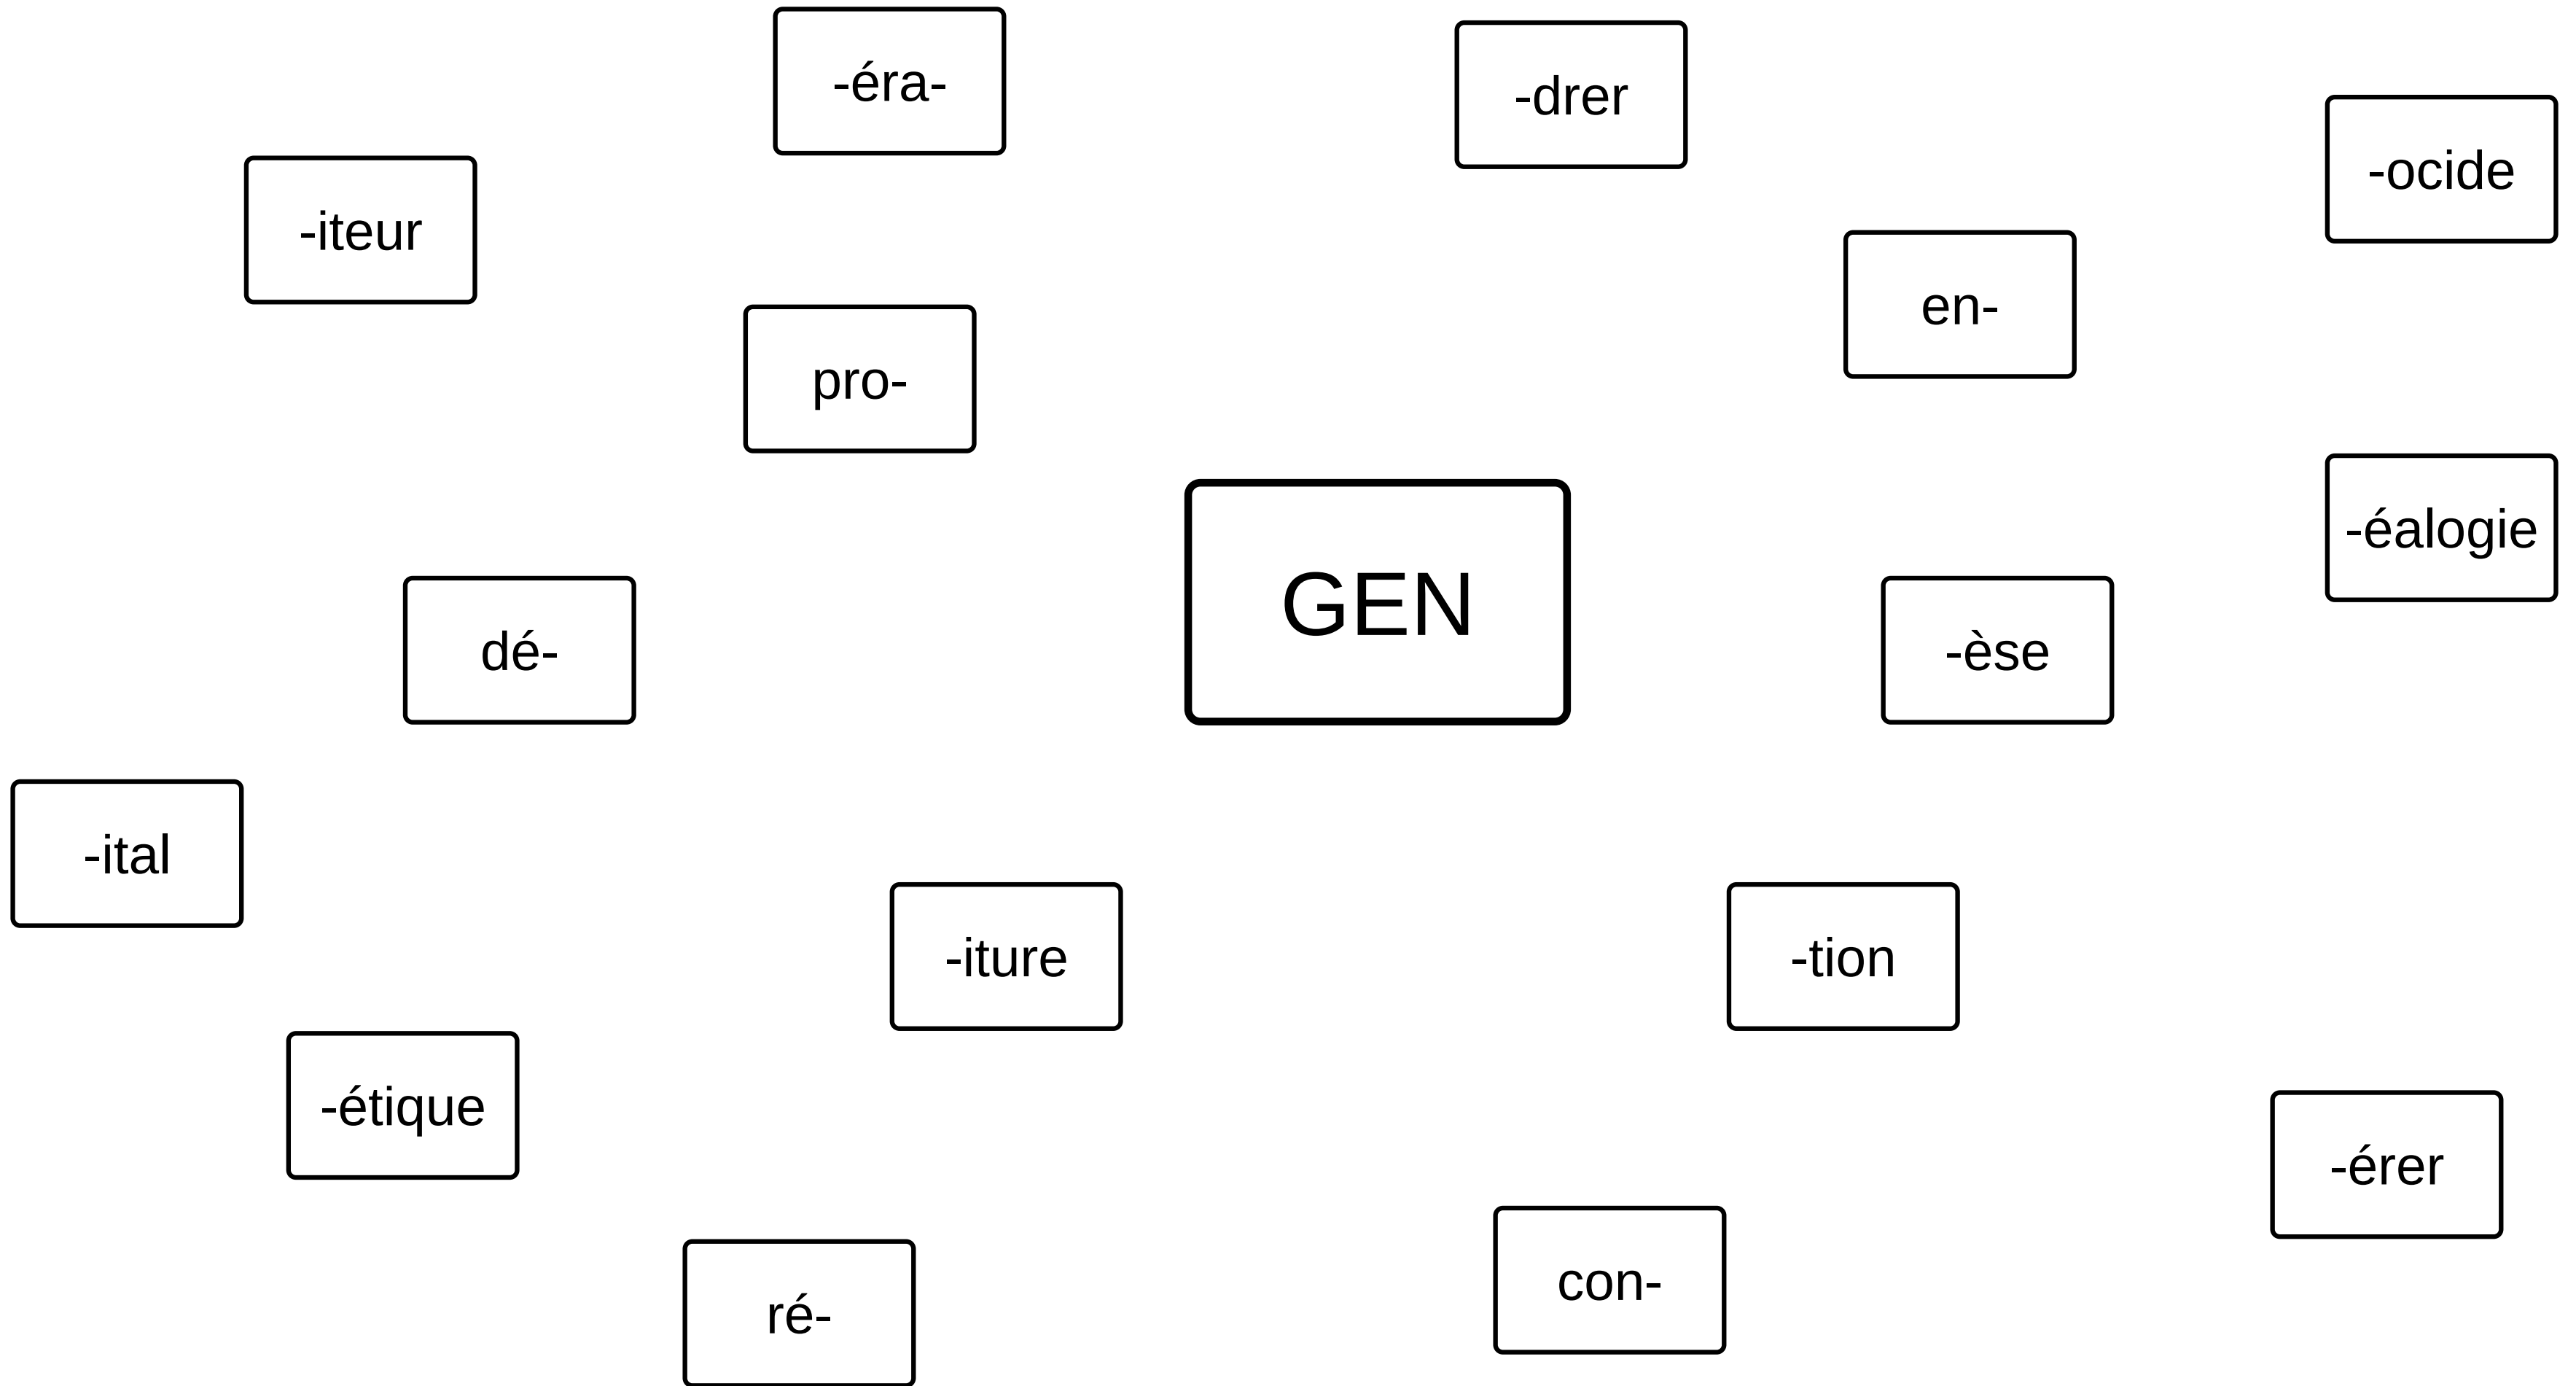 -éra-
-drer
-ocide
-iteur
en-
pro-
-éalogie
GEN
dé-
-èse
-ital
-iture
-tion
-étique
-érer
con-
ré-